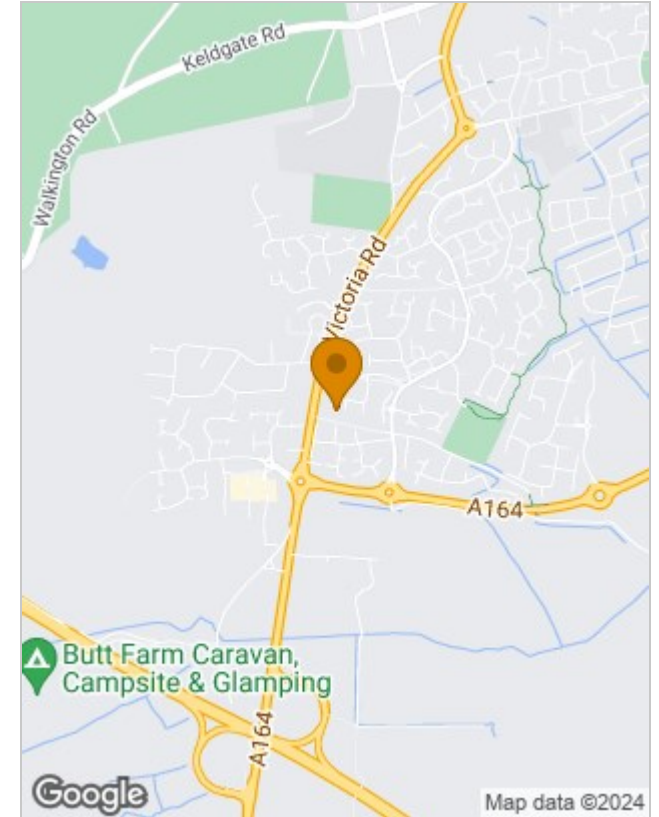 Keldgate Rd
Walkington Rd
Victoria Rd
A164
Butt Farm Caravan,
Campsite & Glamping
A164
Google
Map data ©2024